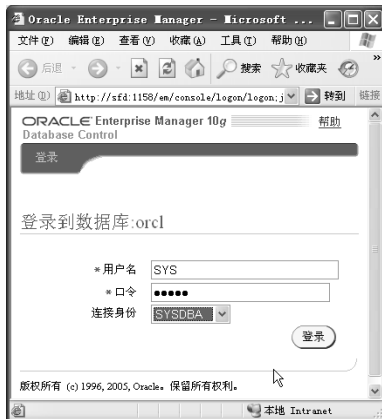 Oracle Enterprise Manager - Microsoft ...
文件(F) 编辑(E) 查看(V) 收藏(A) 工具(T) 帮助(H)
后退 搜索 收藏夹 »
地址(D) http://sfd:1158/em/console/logon/logon;j 转到 链接
ORACLE Enterprise Manager 10g 帮助
Database Control
登录
登录到数据库:orcl
*用户名 SYS
*口令 ●●●●●
连接身份 SYSDBA
登录
版权所有 (c) 1996, 2005, Oracle。保留所有权利。
本地 Intranet